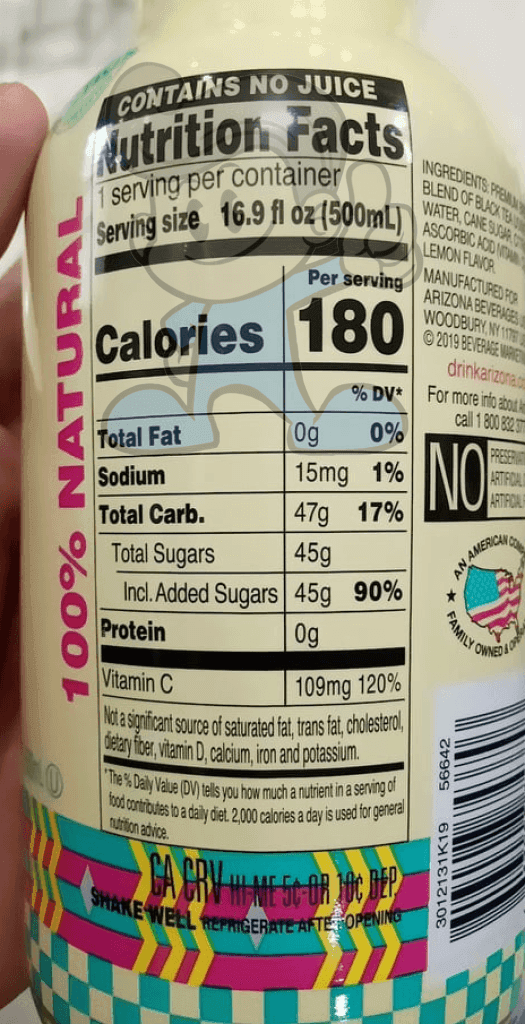 CONTAINS NO JUICE
Nutrition Facts
1 serving per container
Serving size 16.9 fl oz (500mL)
Per serving
Calories 180
% DV*
Total Fat 0g 0%
Sodium 15mg 1%
Total Carb. 47g 17%
Total Sugars 45g
Incl. Added Sugars 45g 90%
Protein 0g
Vitamin C 109mg 120%
Not a significant source of saturated fat, trans fat, cholesterol,
dietary fiber, vitamin D, calcium, iron and potassium.
*The % Daily Value (DV) tells you how much a nutrient in a serving of
food contributes to a daily diet. 2,000 calories a day is used for general
nutrition advice.
100% NATURAL
INGREDIENTS:
BLEND OF BLACK TEA
WATER, CANE SUGAR,
ASCORBIC ACID (VITAMIN
LEMON FLAVOR
MANUFACTURED FOR
ARIZONA BEVERAGES
WOODBURY, NY
© 2019 BEVERAGE
drinkarizona
For more info about
call 1 800 832
NO
AN AMERICAN
★ FAMILY OWNED &
3012131K19 56642
CA CRV HI-ME 5¢-OR 10¢ DEP
SHAKE WELL REFRIGERATE AFTER OPENING